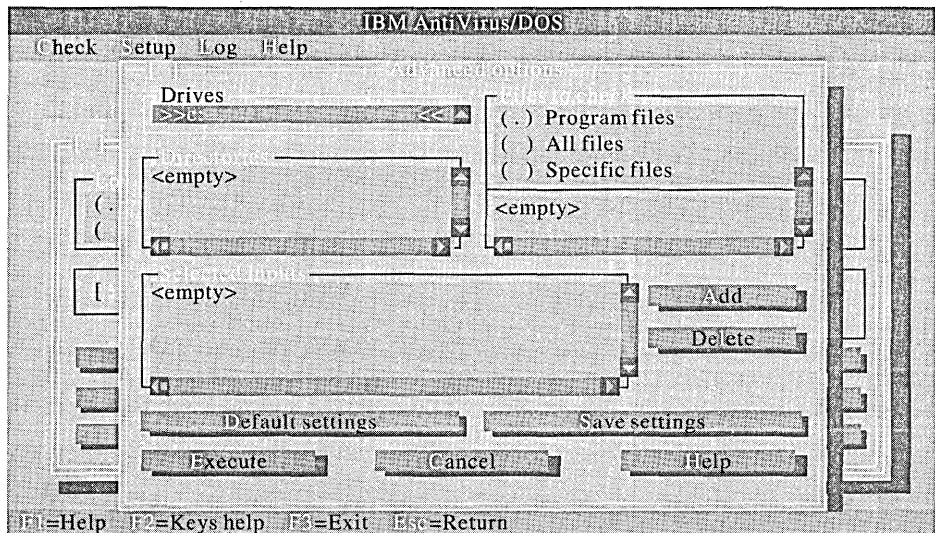 IBM AntiVirus/DOS
Check Setup Log Help
Advanced options
Drives
>>c: <<
Directories
<empty>
Files to check
(.) Program files
( ) All files
( ) Specific files
<empty>
Selected inputs
<empty>
Add
Delete
Default settings
Save settings
Execute
Cancel
Help
F1=Help F2=Keys help F3=Exit Esc=Return